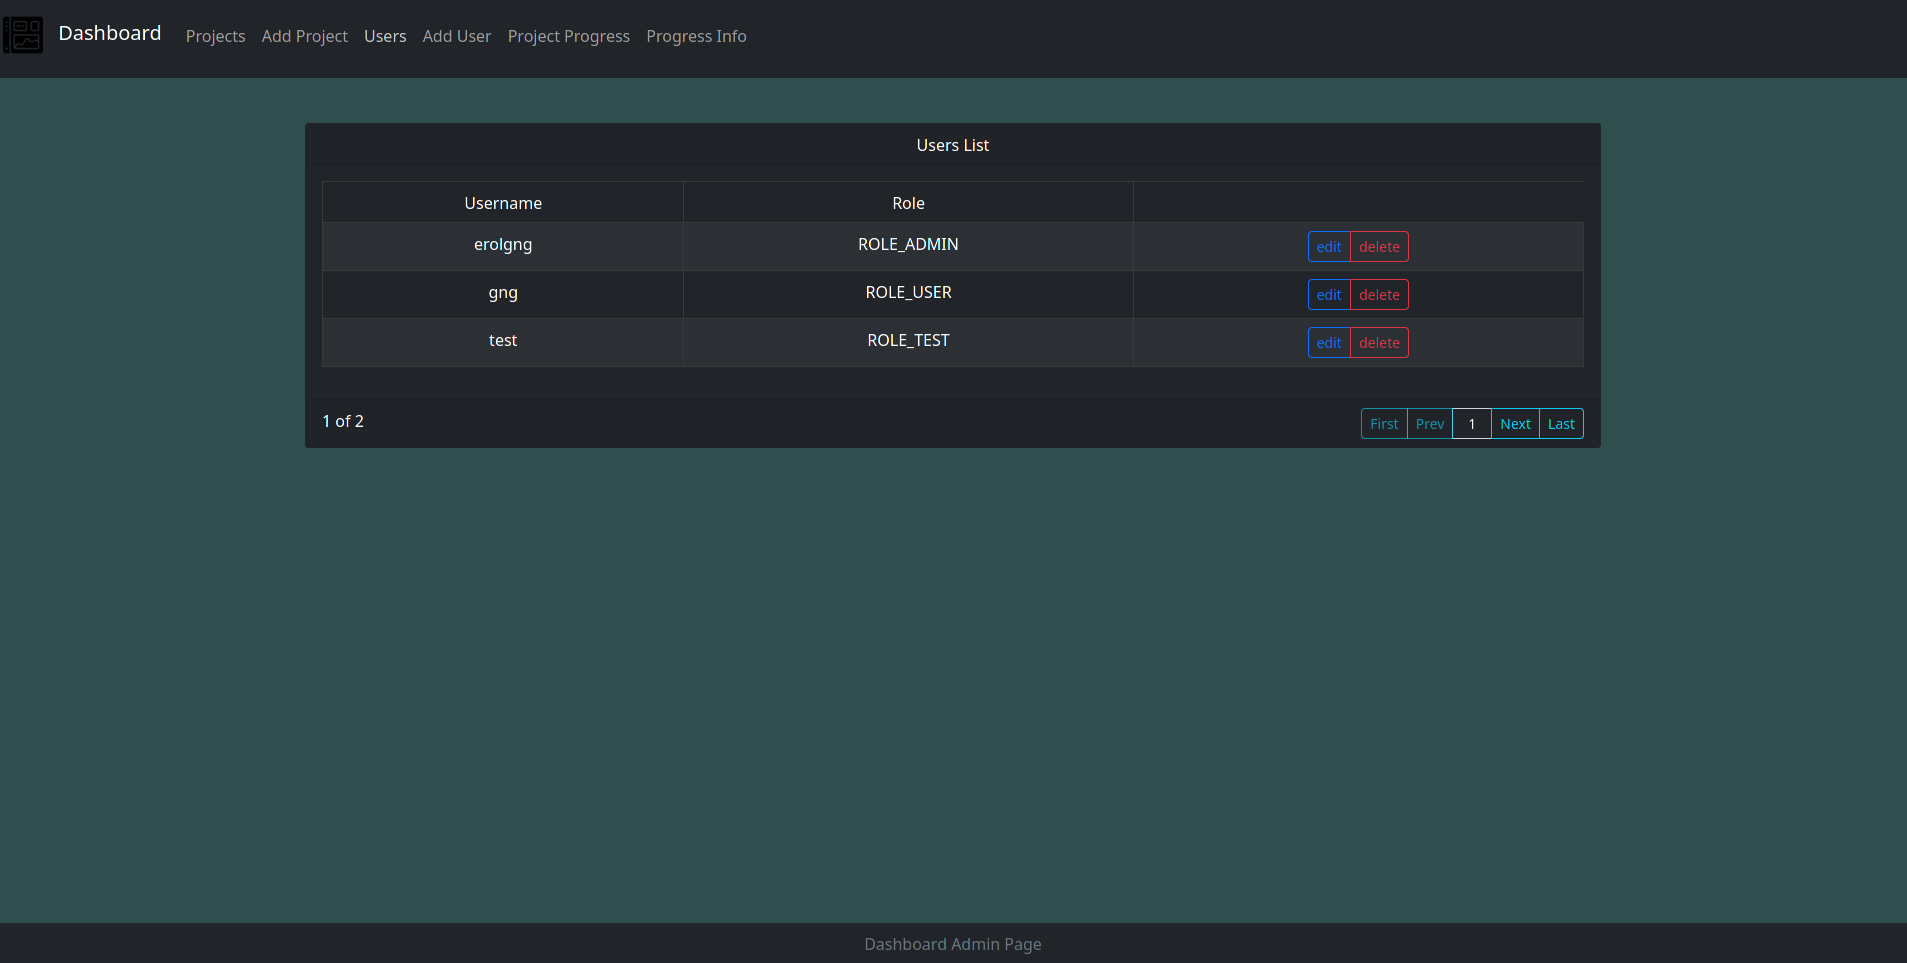 Dashboard Projects Add Project Users Add User Project Progress Progress Info
Users List
Username Role
erolgng ROLE_ADMIN edit delete
gng ROLE_USER edit delete
test ROLE_TEST edit delete
1 of 2 First Prev 1 Next Last
Dashboard Admin Page